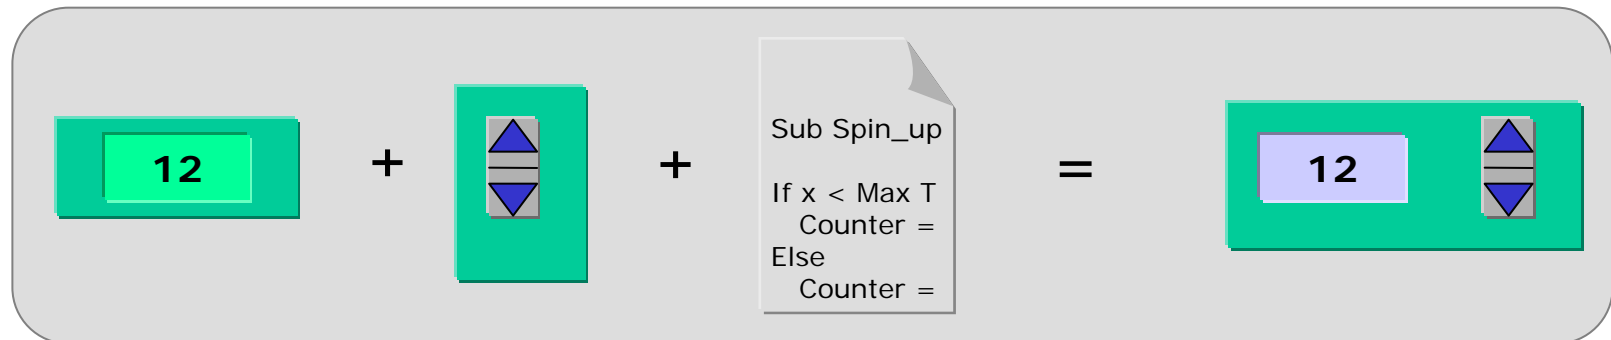 12 + + = 12
Sub Spin_up
If x < Max T
Counter =
Else
Counter =